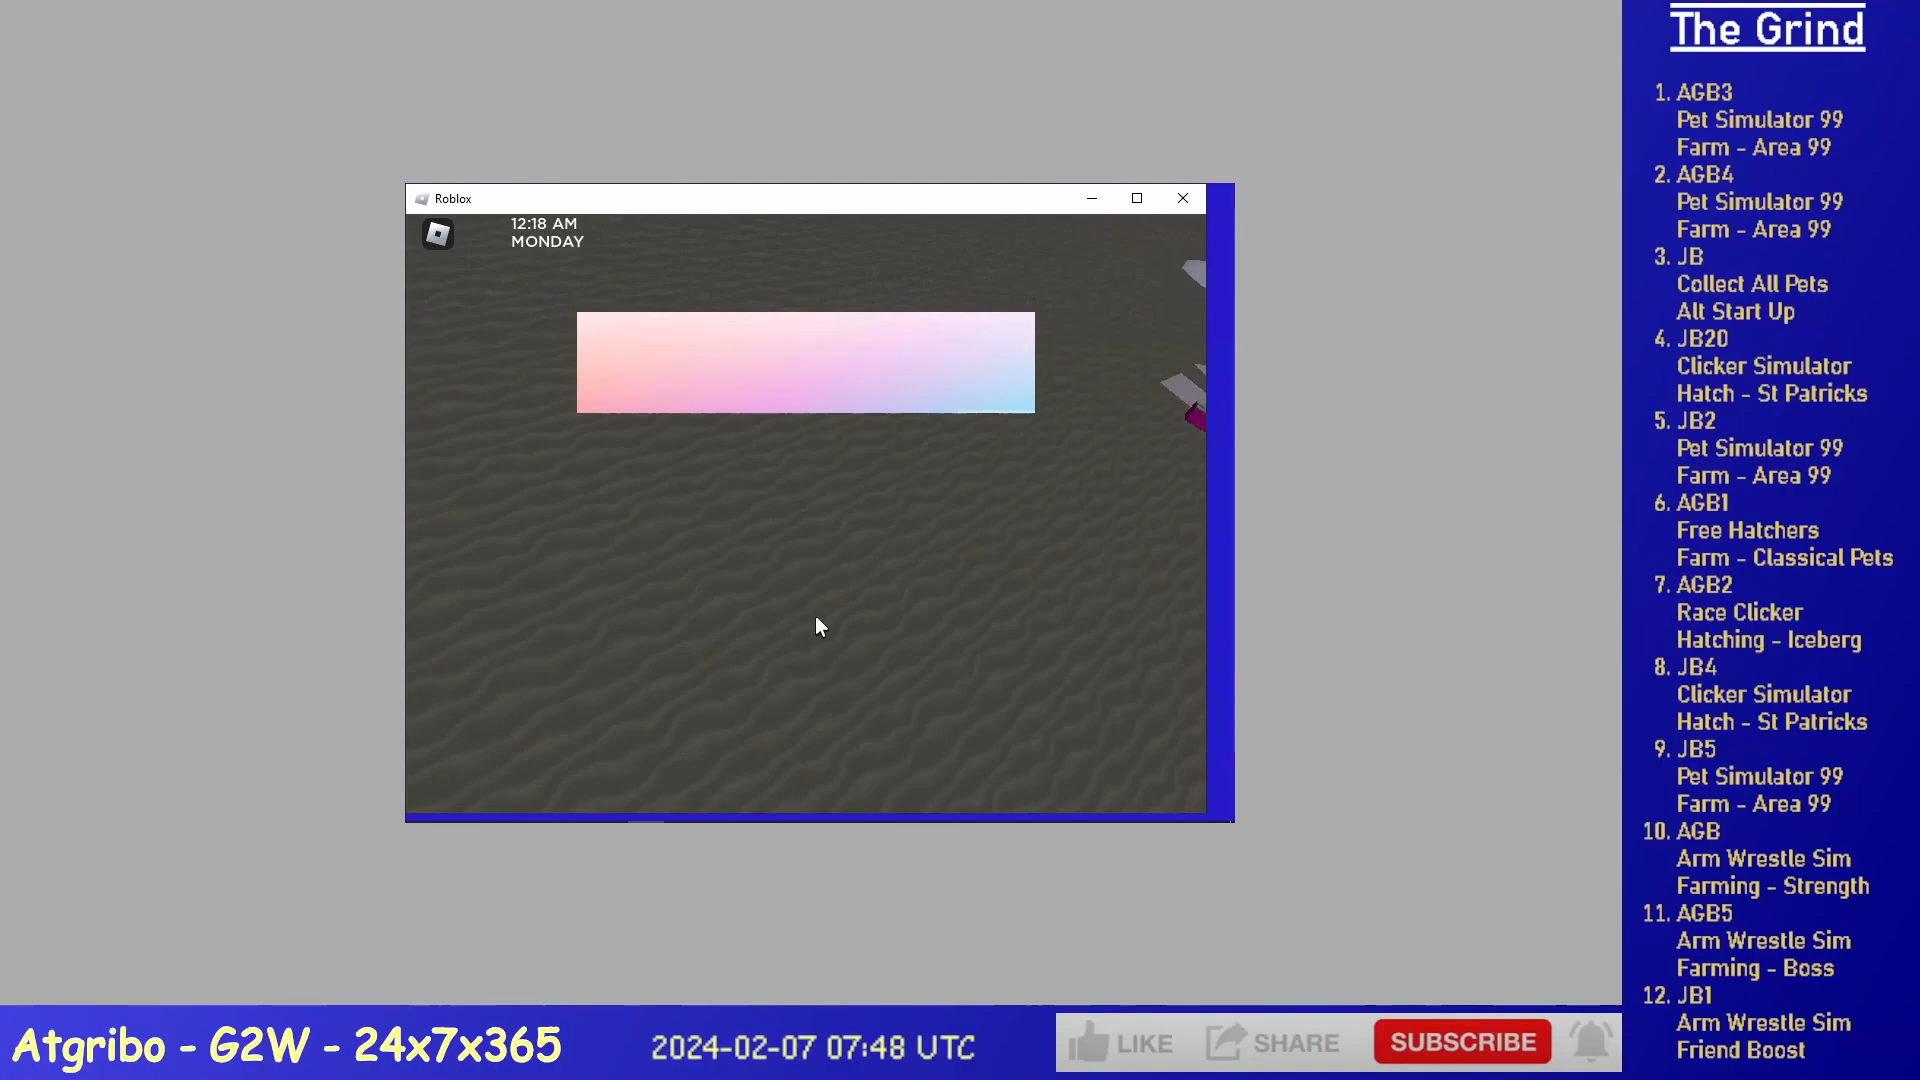 The Grind
1. AGB3
Pet Simulator 99
Farm - Area 99
2. AGB4
Pet Simulator 99
Farm - Area 99
3. JB
Collect All Pets
Alt Start Up
4. JB20
Clicker Simulator
Hatch - St Patricks
5. JB2
Pet Simulator 99
Farm - Area 99
6. AGB1
Free Hatchers
Farm - Classical Pets
7. AGB2
Race Clicker
Hatching - Iceberg
8. JB4
Clicker Simulator
Hatch - St Patricks
9. JB5
Pet Simulator 99
Farm - Area 99
10. AGB
Arm Wrestle Sim
Farming - Strength
11. AGB5
Arm Wrestle Sim
Farming - Boss
12. JB1
Arm Wrestle Sim
Friend Boost
Roblox
12:18 AM
MONDAY
Atgribo - G2W - 24x7x365
2024-02-07 07:48 UTC
LIKE
SHARE
SUBSCRIBE